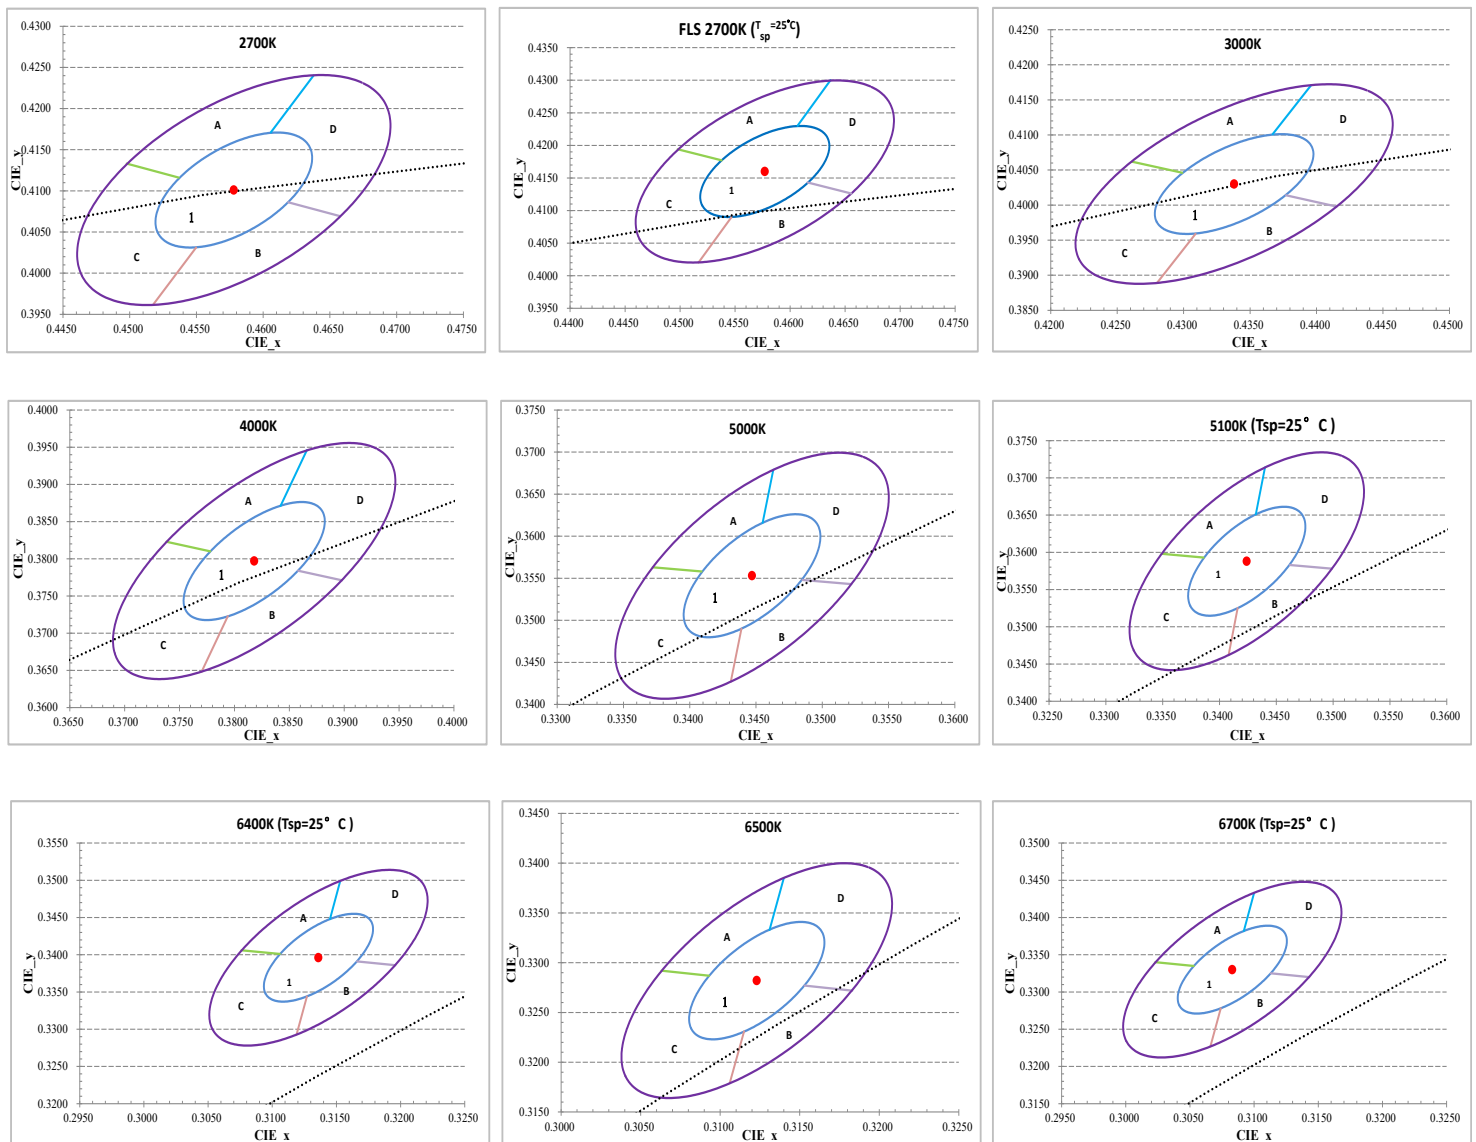 2700K
0.4300
0.4250
0.4200
0.4150
0.4100
0.4050
0.4000
0.3950
CIE_y
A
D
1
C
B
0.4450 0.4500 0.4550 0.4600 0.4650 0.4700 0.4750
CIE_x
FLS 2700K (Tsp=25°C)
0.4350
0.4300
0.4250
0.4200
0.4150
0.4100
0.4050
0.4000
0.3950
CIE_y
A
D
1
C
B
0.4400 0.4450 0.4500 0.4550 0.4600 0.4650 0.4700 0.4750
CIE_x
3000K
0.4250
0.4200
0.4150
0.4100
0.4050
0.4000
0.3950
0.3900
0.3850
CIE_y
A
D
1
B
C
0.4200 0.4250 0.4300 0.4350 0.4400 0.4450 0.4500
CIE_x
4000K
0.4000
0.3950
0.3900
0.3850
0.3800
0.3750
0.3700
0.3650
0.3600
CIE_y
A
D
1
B
C
0.3650 0.3700 0.3750 0.3800 0.3850 0.3900 0.3950 0.4000
CIE_x
5000K
0.3750
0.3700
0.3650
0.3600
0.3550
0.3500
0.3450
0.3400
CIE_y
A
D
1
B
C
0.3300 0.3350 0.3400 0.3450 0.3500 0.3550 0.3600
CIE_x
5100K (Tsp=25° C )
0.3750
0.3700
0.3650
0.3600
0.3550
0.3500
0.3450
0.3400
CIE_y
A
D
1
B
C
0.3250 0.3300 0.3350 0.3400 0.3450 0.3500 0.3550 0.3600
CIE_x
6400K (Tsp=25° C )
0.3550
0.3500
0.3450
0.3400
0.3350
0.3300
0.3250
0.3200
CIE_y
D
A
1
B
C
0.2950 0.3000 0.3050 0.3100 0.3150 0.3200 0.3250
CIE_x
6500K
0.3450
0.3400
0.3350
0.3300
0.3250
0.3200
0.3150
CIE_y
D
A
1
B
C
0.3000 0.3050 0.3100 0.3150 0.3200 0.3250
CIE_x
6700K (Tsp=25° C )
0.3500
0.3450
0.3400
0.3350
0.3300
0.3250
0.3200
0.3150
CIE_y
D
A
1
B
C
0.2950 0.3000 0.3050 0.3100 0.3150 0.3200 0.3250
CIE_x